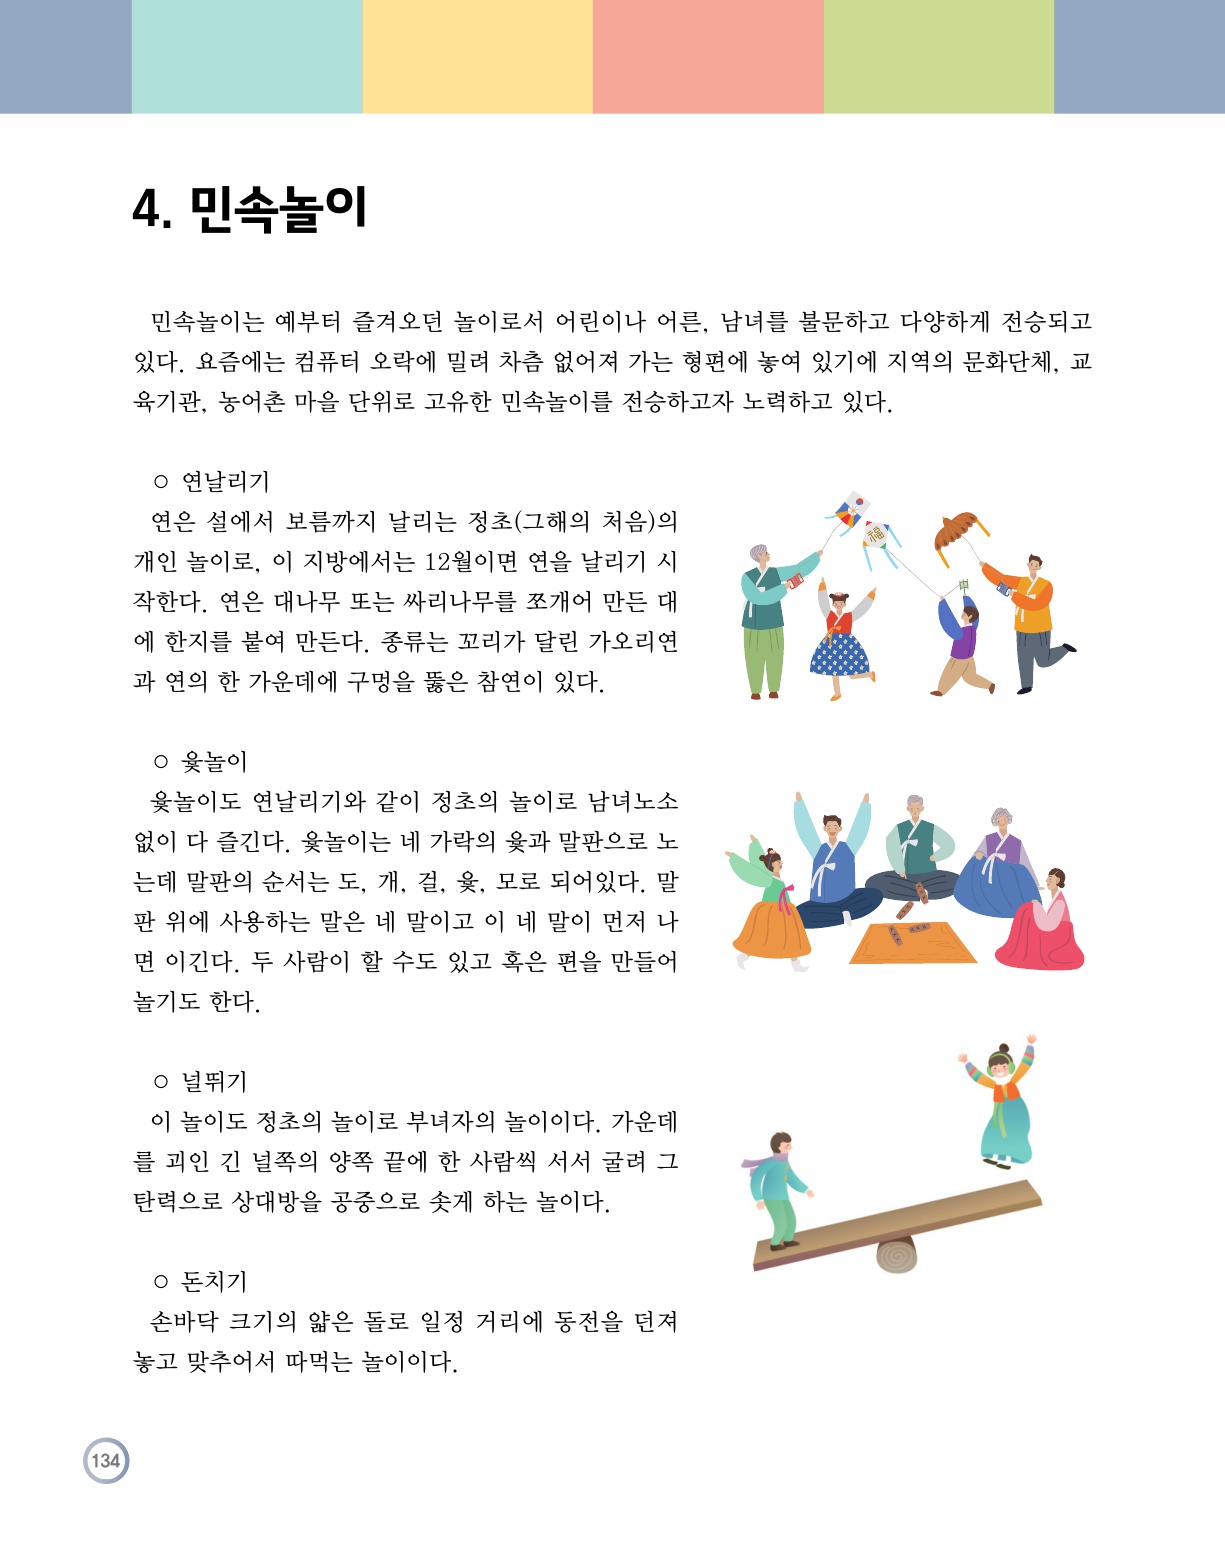 4. 민속놀이
민속놀이는 예부터 즐겨오던 놀이로서 어린이나 어른, 남녀를 불문하고 다양하게 전승되고
있다. 요즘에는 컴퓨터 오락에 밀려 차츰 없어져 가는 형편에 놓여 있기에 지역의 문화단체, 교
육기관, 농어촌 마을 단위로 고유한 민속놀이를 전승하고자 노력하고 있다.
○ 연날리기
연은 설에서 보름까지 날리는 정초(그해의 처음)의
개인 놀이로, 이 지방에서는 12월이면 연을 날리기 시
작한다. 연은 대나무 또는 싸리나무를 쪼개어 만든 대
에 한지를 붙여 만든다. 종류는 꼬리가 달린 가오리연
과 연의 한 가운데에 구멍을 뚫은 참연이 있다.
福
○ 윷놀이
윷놀이도 연날리기와 같이 정초의 놀이로 남녀노소
없이 다 즐긴다. 윷놀이는 네 가락의 윷과 말판으로 노
는데 말판의 순서는 도, 개, 걸, 윷, 모로 되어있다. 말
판 위에 사용하는 말은 네 말이고 이 네 말이 먼저 나
면 이긴다. 두 사람이 할 수도 있고 혹은 편을 만들어
놀기도 한다.
○ 널뛰기
이 놀이도 정초의 놀이로 부녀자의 놀이이다. 가운데
를 괴인 긴 널쪽의 양쪽 끝에 한 사람씩 서서 굴려 그
탄력으로 상대방을 공중으로 솟게 하는 놀이다.
○ 돈치기
손바닥 크기의 얇은 돌로 일정 거리에 동전을 던져
놓고 맞추어서 따먹는 놀이이다.
134